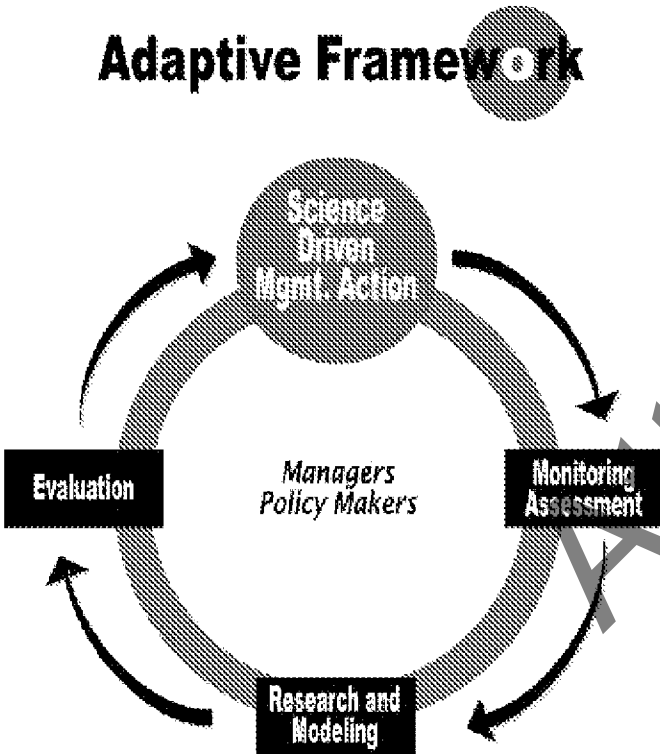 Adaptive Framework
Science
Driven
Mgmt. Action
Evaluation
Managers
Policy Makers
Monitoring
Assessment
Research and
Modeling